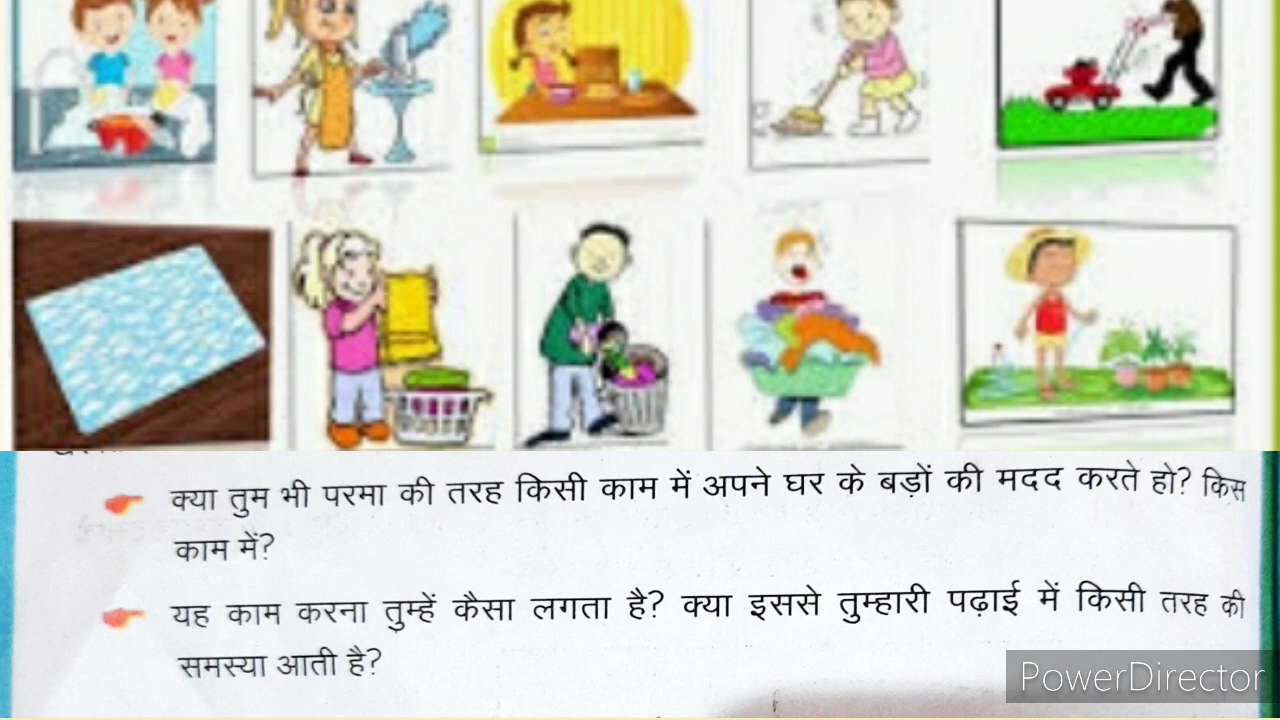 क्या तुम भी परमा की तरह किसी काम में अपने घर के बड़ों की मदद करते हो? किस
काम में?
यह काम करना तुम्हें कैसा लगता है? क्या इससे तुम्हारी पढ़ाई में किसी तरह की
समस्या आती है?
PowerDirector